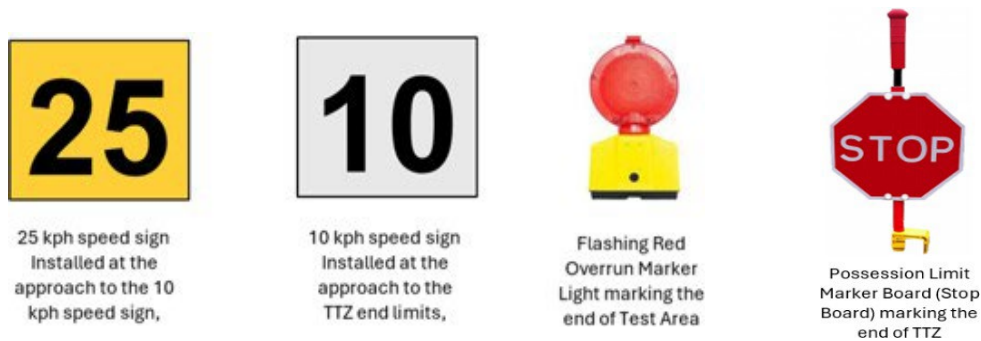 25
25 kph speed sign
Installed at the
approach to the 10
kph speed sign,
10
10 kph speed sign
Installed at the
approach to the
TTZ end limits,
Flashing Red
Overrun Marker
Light marking the
end of Test Area
STOP
Possession Limit
Marker Board (Stop
Board) marking the
end of TTZ